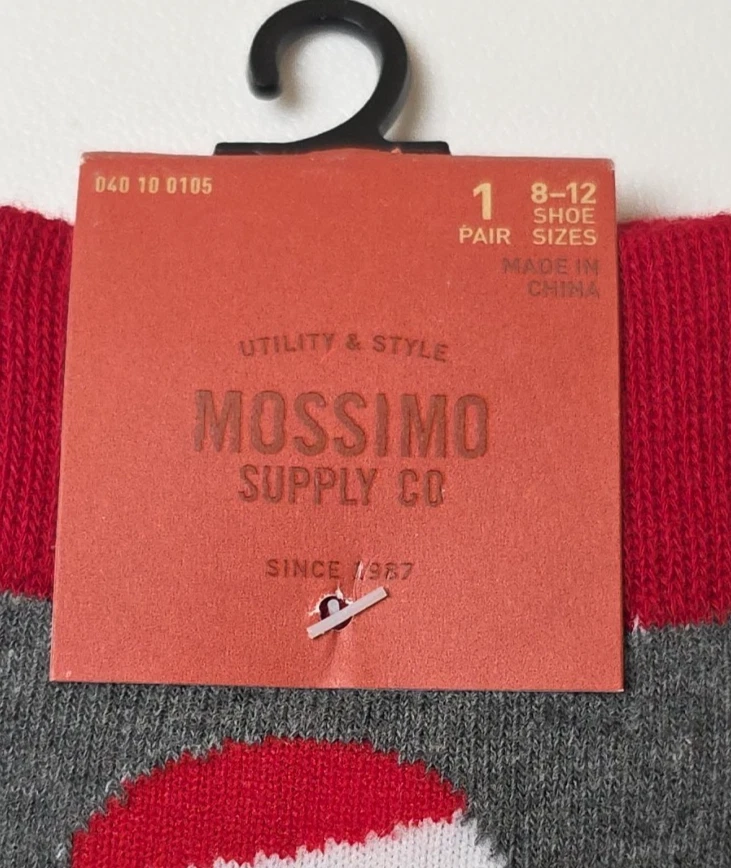 040 10 0105
1 PAIR
8–12
SHOE
SIZES
MADE IN
CHINA
UTILITY & STYLE
MOSSIMO
SUPPLY CO
SINCE 1987